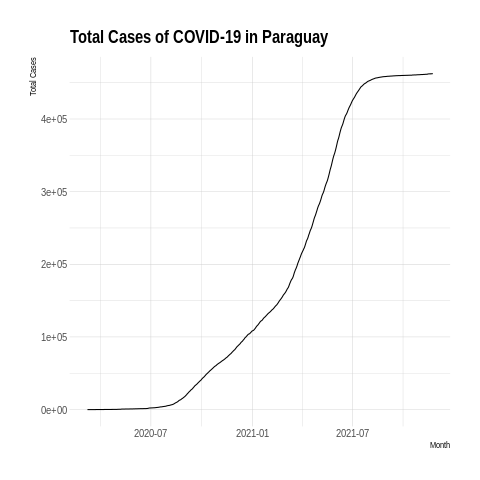 Total Cases of COVID-19 in Paraguay
Total Cases
4e+05
3e+05
2e+05
1e+05
0e+00
2020-07
2021-01
2021-07
Month